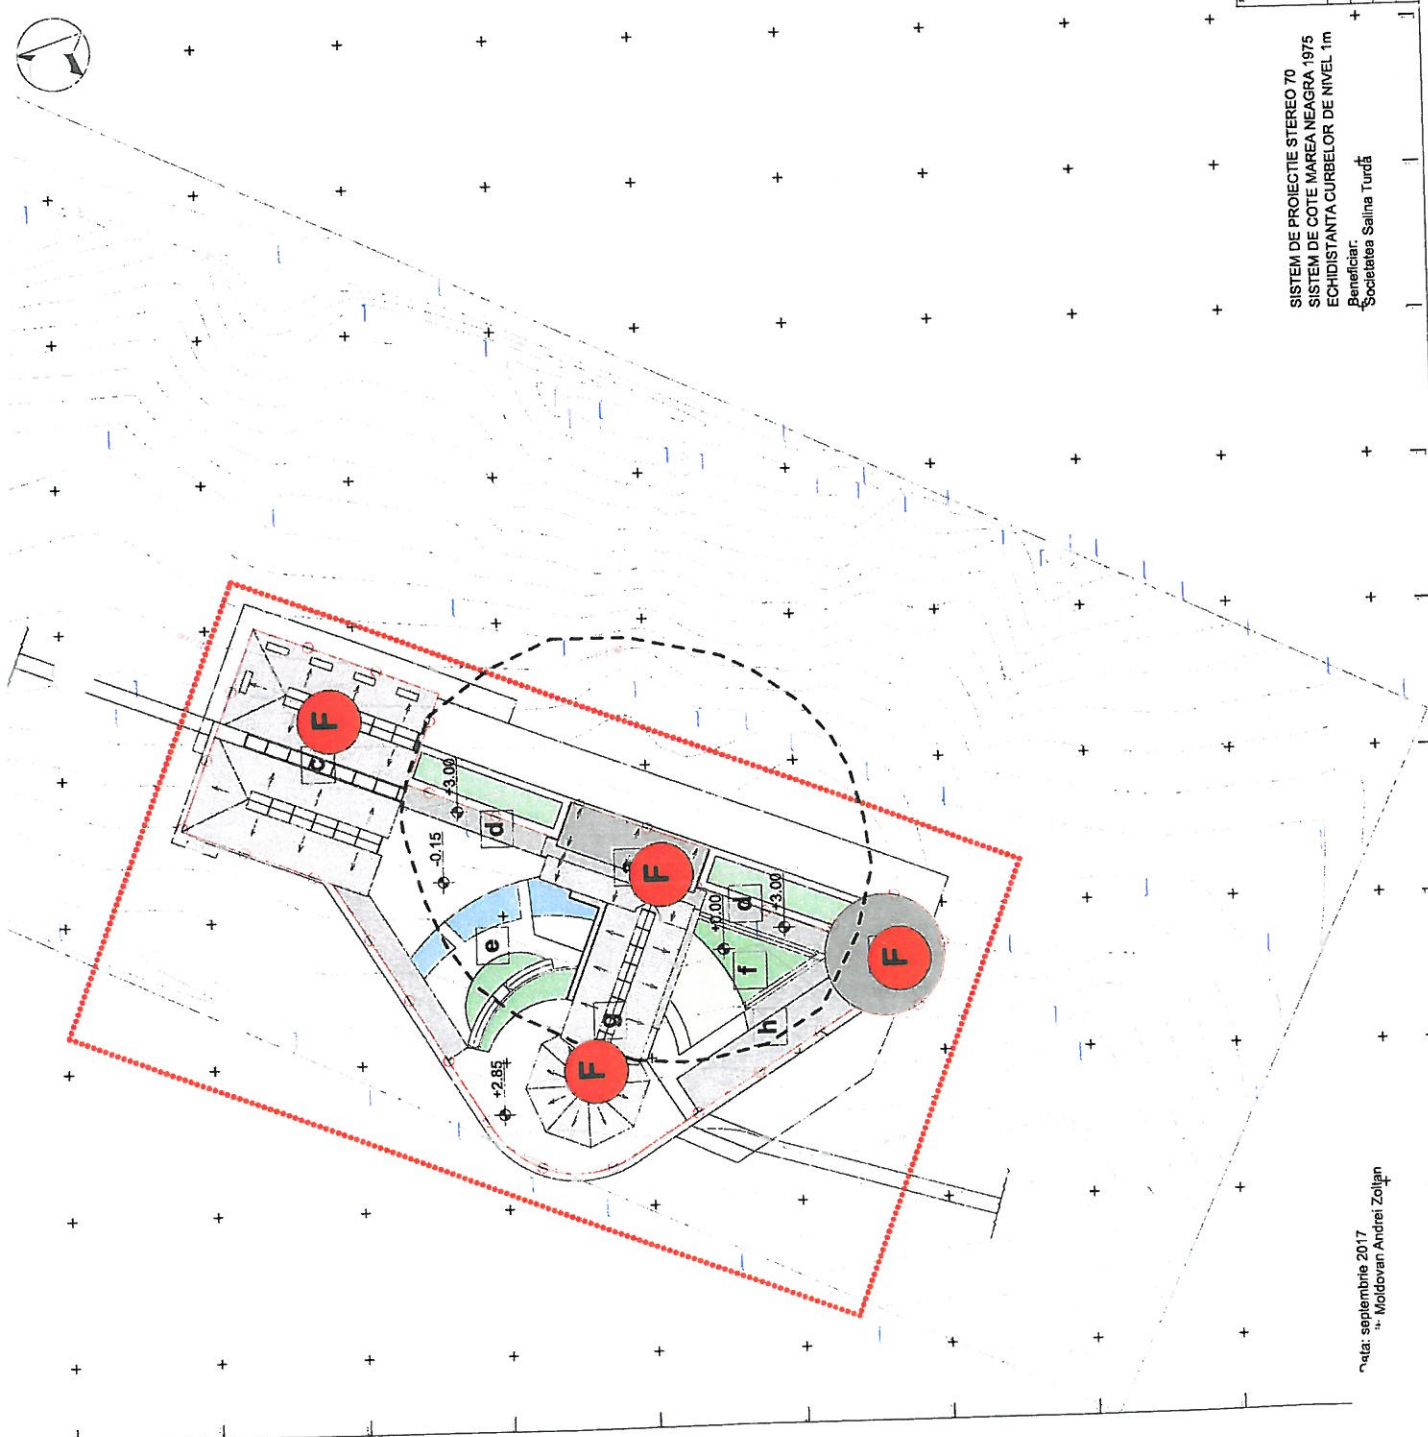 SISTEM DE PROIECTIE STEREO 70
SISTEM DE COTE MAREA NEAGRA 1975
ECHIDISTANTA CURBELOR DE NIVEL 1m
Beneficiar:
Societatea Salina Turda
F
+3.00
d
-0.15
F
e
+0.00
d
+3.00
f
F
g
h
F
+2.85
Data: septembrie 2017
Moldovan Andrei Zoltan